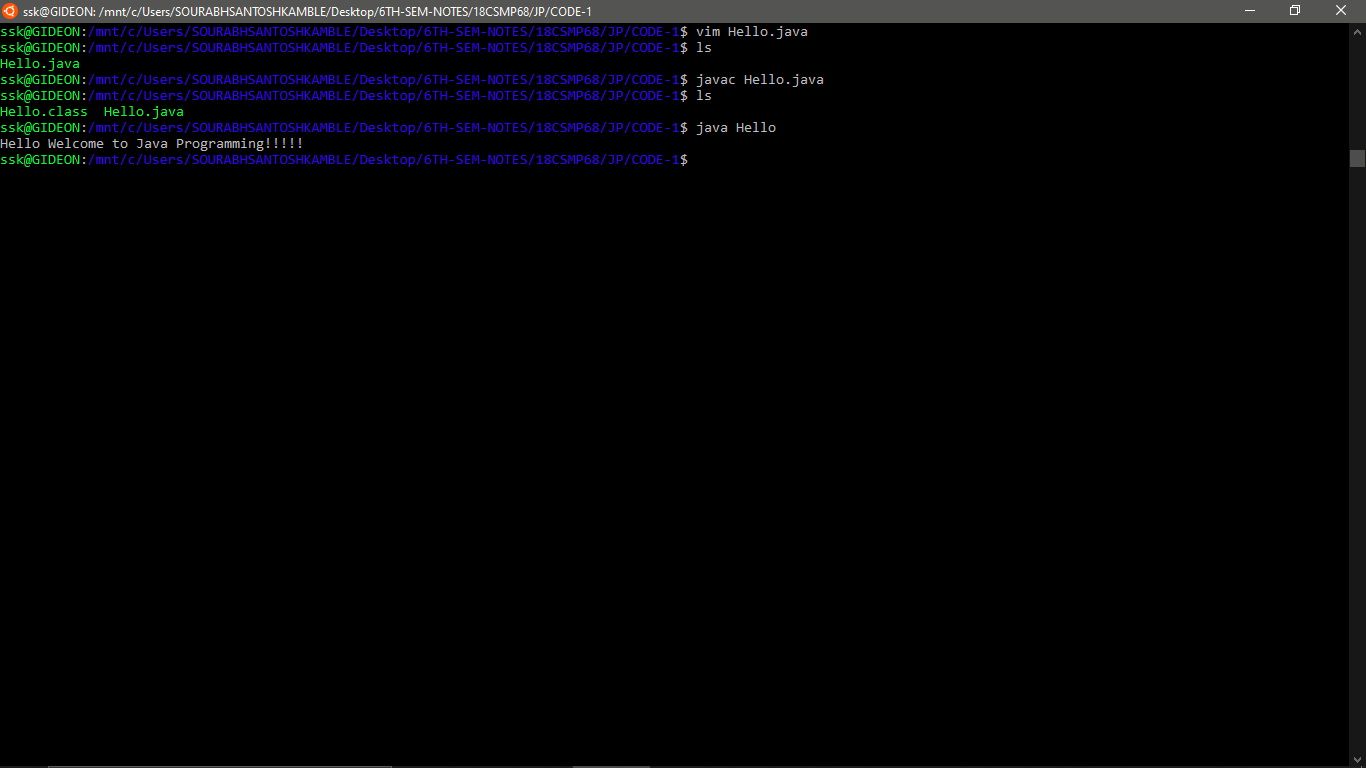 ssk@GIDEON: /mnt/c/Users/SOURABHSANTOSHKAMBLE/Desktop/6TH-SEM-NOTES/18CSMP68/JP/CODE-1
ssk@GIDEON:/mnt/c/Users/SOURABHSANTOSHKAMBLE/Desktop/6TH-SEM-NOTES/18CSMP68/JP/CODE-1$ vim Hello.java
ssk@GIDEON:/mnt/c/Users/SOURABHSANTOSHKAMBLE/Desktop/6TH-SEM-NOTES/18CSMP68/JP/CODE-1$ ls
Hello.java
ssk@GIDEON:/mnt/c/Users/SOURABHSANTOSHKAMBLE/Desktop/6TH-SEM-NOTES/18CSMP68/JP/CODE-1$ javac Hello.java
ssk@GIDEON:/mnt/c/Users/SOURABHSANTOSHKAMBLE/Desktop/6TH-SEM-NOTES/18CSMP68/JP/CODE-1$ ls
Hello.class  Hello.java
ssk@GIDEON:/mnt/c/Users/SOURABHSANTOSHKAMBLE/Desktop/6TH-SEM-NOTES/18CSMP68/JP/CODE-1$ java Hello
Hello Welcome to Java Programming!!!!!
ssk@GIDEON:/mnt/c/Users/SOURABHSANTOSHKAMBLE/Desktop/6TH-SEM-NOTES/18CSMP68/JP/CODE-1$